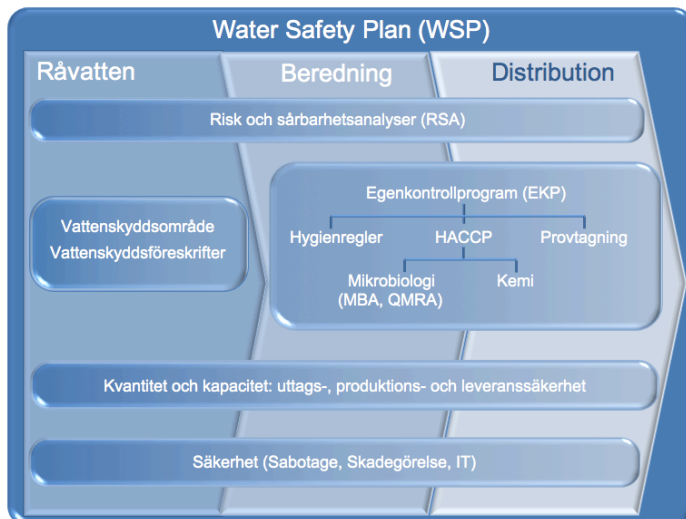 Water Safety Plan (WSP)
Råvatten
Beredning
Distribution
Risk och sårbarhetsanalyser (RSA)
Vattenskyddsområde
Vattenskyddsföreskrifter
Egenkontrollprogram (EKP)
Hygienregler
HACCP
Provtagning
Mikrobiologi
(MBA, QMRA)
Kemi
Kvantitet och kapacitet: uttags-, produktions- och leveranssäkerhet
Säkerhet (Sabotage, Skadegörelse, IT)